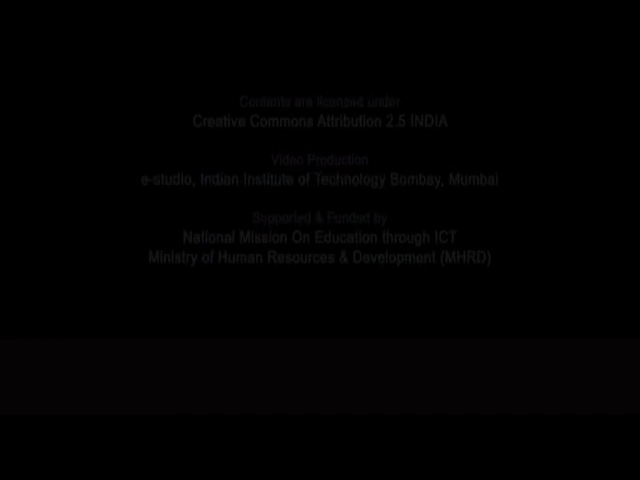 Contents are licensed under
Creative Commons Attribution 2.5 INDIA
Video Production
e-studio, Indian Institute of Technology Bombay, Mumbai
Supported & Funded by
National Mission On Education through ICT
Ministry of Human Resources & Development (MHRD)